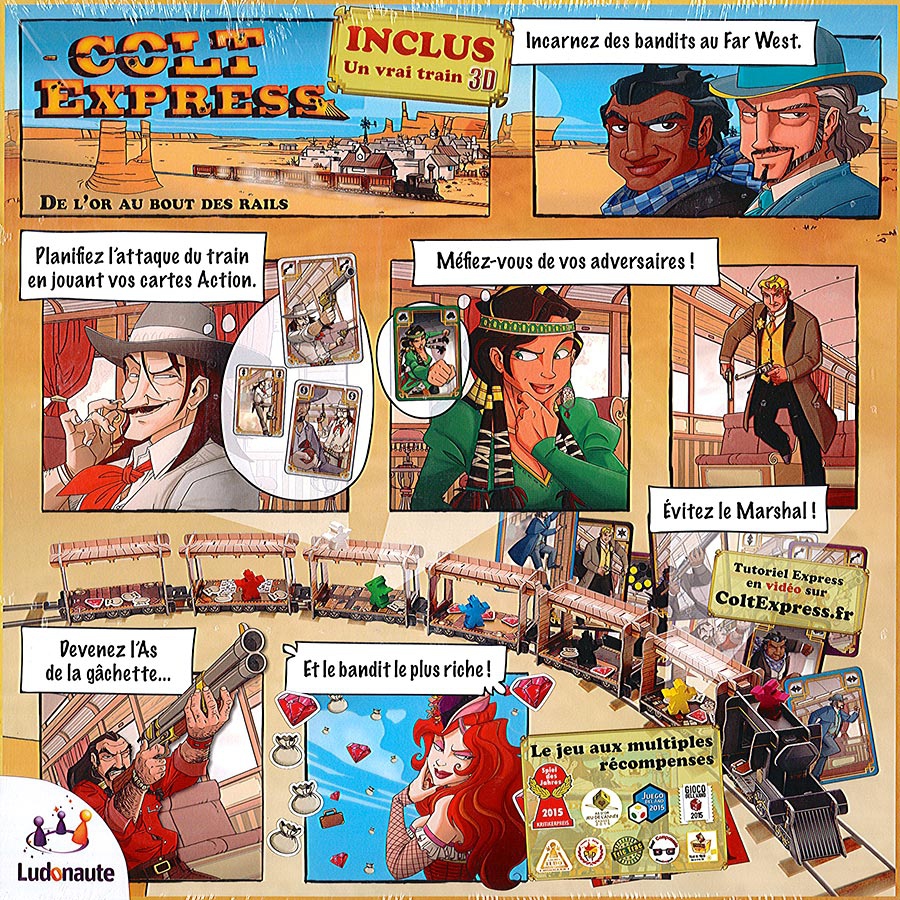 COLT
EXPRESS
DE L'OR AU BOUT DES RAILS
INCLUS
Un vrai train 3D
Incarnez des bandits au Far West.
Planifiez l'attaque du train
en jouant vos cartes Action.
Méfiez-vous de vos adversaires !
Évitez le Marshal !
Tutoriel Express
en vidéo sur
ColtExpress.fr
Devenez l'As
de la gâchette...
Et le bandit le plus riche !
Le jeu aux multiples
récompenses
Spiel
des
Jahres
2015
KRITIKERPREIS
JUEGO
DEL AÑO
2015
GIOCO
DELL'ANNO
2015
Ludonaute